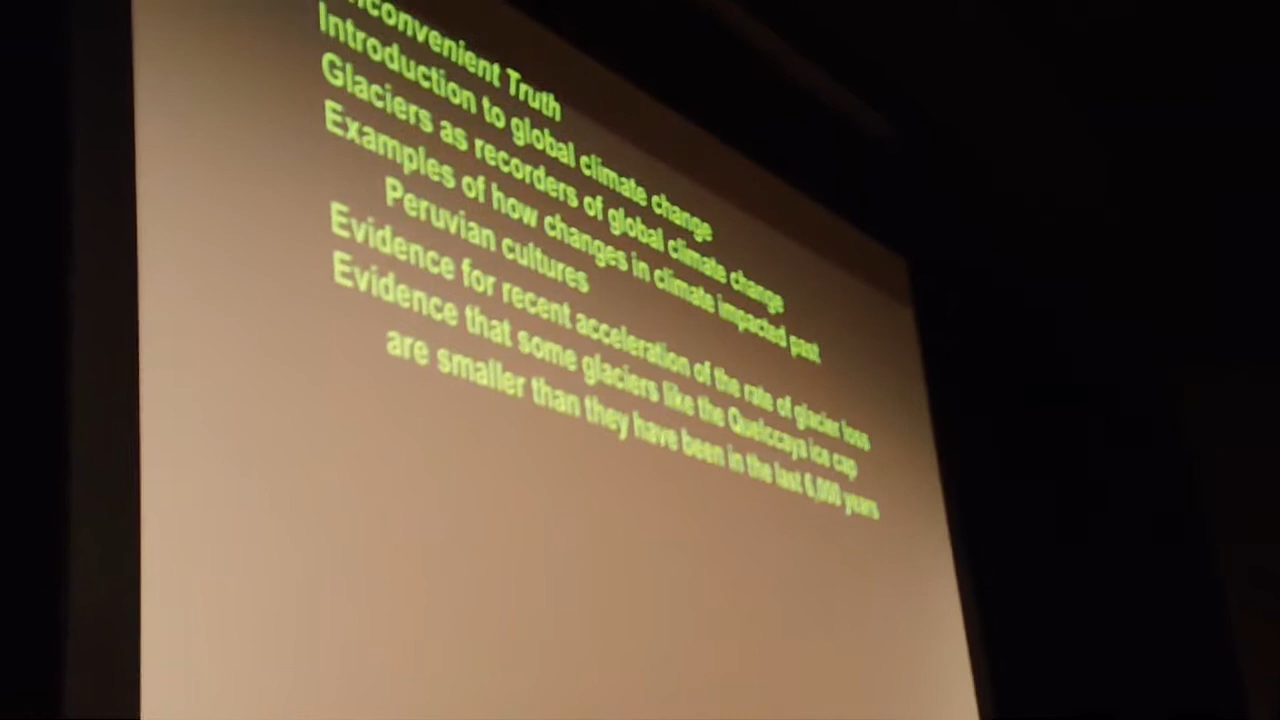 nconvenient Truth
Introduction to global climate change
Glaciers as recorders of global climate change
Examples of how changes in climate impacted past
Peruvian cultures
Evidence for recent acceleration of the rate of glacier loss
Evidence that some glaciers like the Quelccaya ice cap
are smaller than they have been in the last 6,000 years